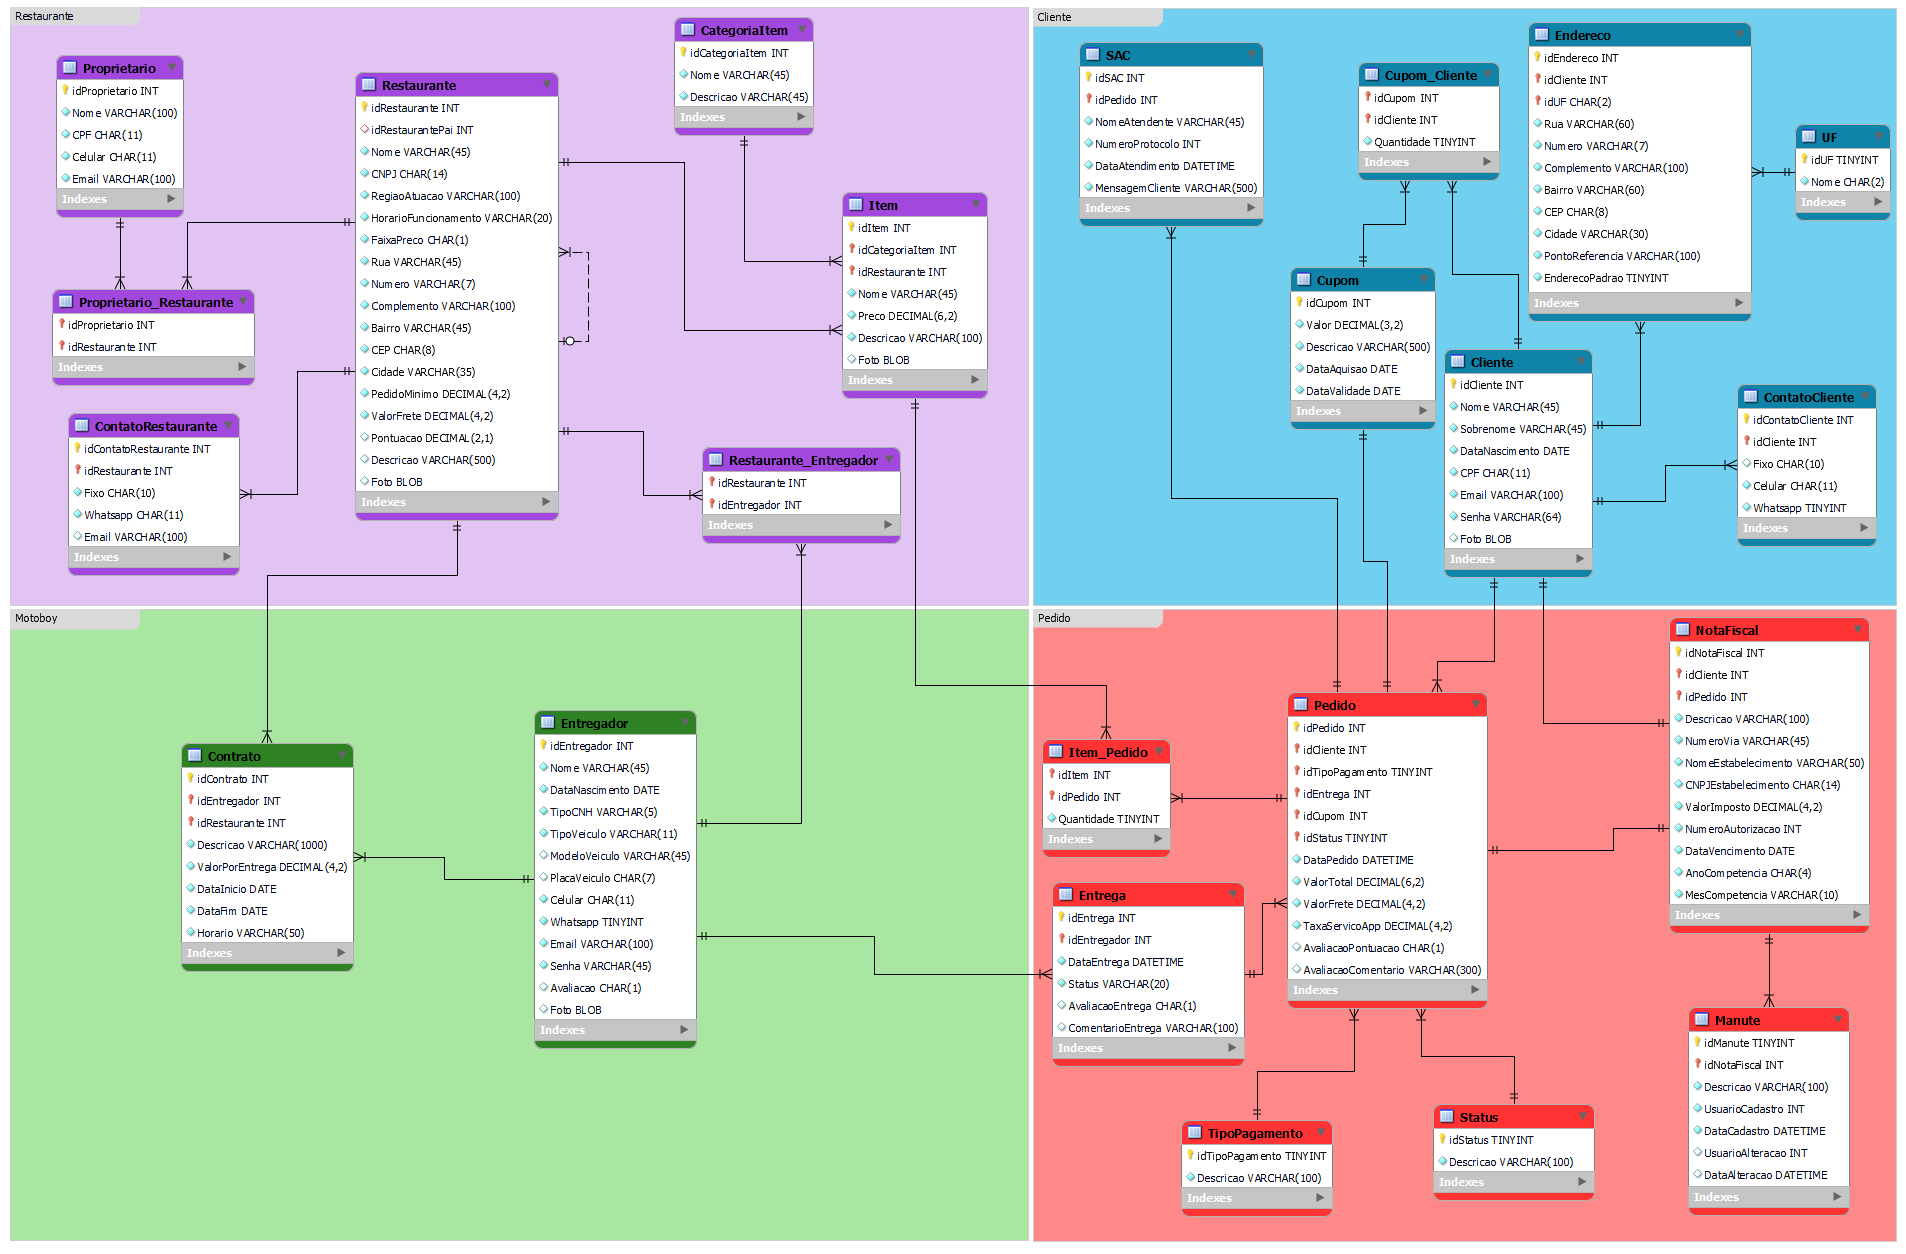 Restaurante
Proprietario
idProprietario INT
Nome VARCHAR(100)
CPF CHAR(11)
Celular CHAR(11)
Email VARCHAR(100)
Indexes
Proprietario_Restaurante
idProprietario INT
idRestaurante INT
Indexes
ContatoRestaurante
idContatoRestaurante INT
idRestaurante INT
Fixo CHAR(10)
Whatsapp CHAR(11)
Email VARCHAR(100)
Indexes
Restaurante
idRestaurante INT
idRestaurantePai INT
Nome VARCHAR(45)
CNPJ CHAR(14)
RegiaoAtuacao VARCHAR(100)
HorarioFuncionamento VARCHAR(20)
FaixaPreco CHAR(1)
Rua VARCHAR(45)
Numero VARCHAR(7)
Complemento VARCHAR(100)
Bairro VARCHAR(45)
CEP CHAR(8)
Cidade VARCHAR(35)
PedidoMinimo DECIMAL(4,2)
ValorFrete DECIMAL(4,2)
Pontuacao DECIMAL(2,1)
Descricao VARCHAR(500)
Foto BLOB
Indexes
CategoriaItem
idCategoriaItem INT
Nome VARCHAR(45)
Descricao VARCHAR(45)
Indexes
Item
idItem INT
idCategoriaItem INT
idRestaurante INT
Nome VARCHAR(45)
Preco DECIMAL(6,2)
Descricao VARCHAR(100)
Foto BLOB
Indexes
Restaurante_Entregador
idRestaurante INT
idEntregador INT
Indexes
Cliente
SAC
idSAC INT
idPedido INT
NomeAtendente VARCHAR(45)
NumeroProtocolo INT
DataAtendimento DATETIME
MensagemCliente VARCHAR(500)
Indexes
Cupom_Cliente
idCupom INT
idCliente INT
Quantidade TINYINT
Indexes
Endereco
idEndereco INT
idCliente INT
idUF CHAR(2)
Rua VARCHAR(60)
Numero VARCHAR(7)
Complemento VARCHAR(100)
Bairro VARCHAR(60)
CEP CHAR(8)
Cidade VARCHAR(30)
PontoReferencia VARCHAR(100)
EnderecoPadrao TINYINT
Indexes
UF
idUF TINYINT
Nome CHAR(2)
Indexes
Cupom
idCupom INT
Valor DECIMAL(3,2)
Descricao VARCHAR(500)
DataAquisao DATE
DataValidade DATE
Indexes
Cliente
idCliente INT
Nome VARCHAR(45)
Sobrenome VARCHAR(45)
DataNascimento DATE
CPF CHAR(11)
Email VARCHAR(100)
Senha VARCHAR(64)
Foto BLOB
Indexes
ContatoCliente
idContatoCliente INT
idCliente INT
Fixo CHAR(10)
Celular CHAR(11)
Whatsapp TINYINT
Indexes
Motoboy
Contrato
idContrato INT
idEntregador INT
idRestaurante INT
Descricao VARCHAR(1000)
ValorPorEntrega DECIMAL(4,2)
DataInicio DATE
DataFim DATE
Horario VARCHAR(50)
Indexes
Entregador
idEntregador INT
Nome VARCHAR(45)
DataNascimento DATE
TipoCNH VARCHAR(5)
TipoVeiculo VARCHAR(11)
ModeloVeiculo VARCHAR(45)
PlacaVeiculo CHAR(7)
Celular CHAR(11)
Whatsapp TINYINT
Email VARCHAR(100)
Senha VARCHAR(45)
Avaliacao CHAR(1)
Foto BLOB
Indexes
Pedido
Item_Pedido
idItem INT
idPedido INT
Quantidade TINYINT
Indexes
Entrega
idEntrega INT
idEntregador INT
DataEntrega DATETIME
Status VARCHAR(20)
AvaliacaoEntrega CHAR(1)
ComentarioEntrega VARCHAR(100)
Indexes
Pedido
idPedido INT
idCliente INT
idTipoPagamento TINYINT
idEntrega INT
idCupom INT
idStatus TINYINT
DataPedido DATETIME
ValorTotal DECIMAL(6,2)
ValorFrete DECIMAL(4,2)
TaxaServicoApp DECIMAL(4,2)
AvaliacaoPontuacao CHAR(1)
AvaliacaoComentario VARCHAR(300)
Indexes
NotaFiscal
idNotaFiscal INT
idCliente INT
idPedido INT
Descricao VARCHAR(100)
NumeroVia VARCHAR(45)
NomeEstabelecimento VARCHAR(50)
CNPJEstabelecimento CHAR(14)
ValorImposto DECIMAL(4,2)
NumeroAutorizacao INT
DataVencimento DATE
AnoCompetencia CHAR(4)
MesCompetencia VARCHAR(10)
Indexes
Manute
idManute TINYINT
idNotaFiscal INT
Descricao VARCHAR(100)
UsuarioCadastro INT
DataCadastro DATETIME
UsuarioAlteracao INT
DataAlteracao DATETIME
Indexes
TipoPagamento
idTipoPagamento TINYINT
Descricao VARCHAR(100)
Indexes
Status
idStatus TINYINT
Descricao VARCHAR(100)
Indexes